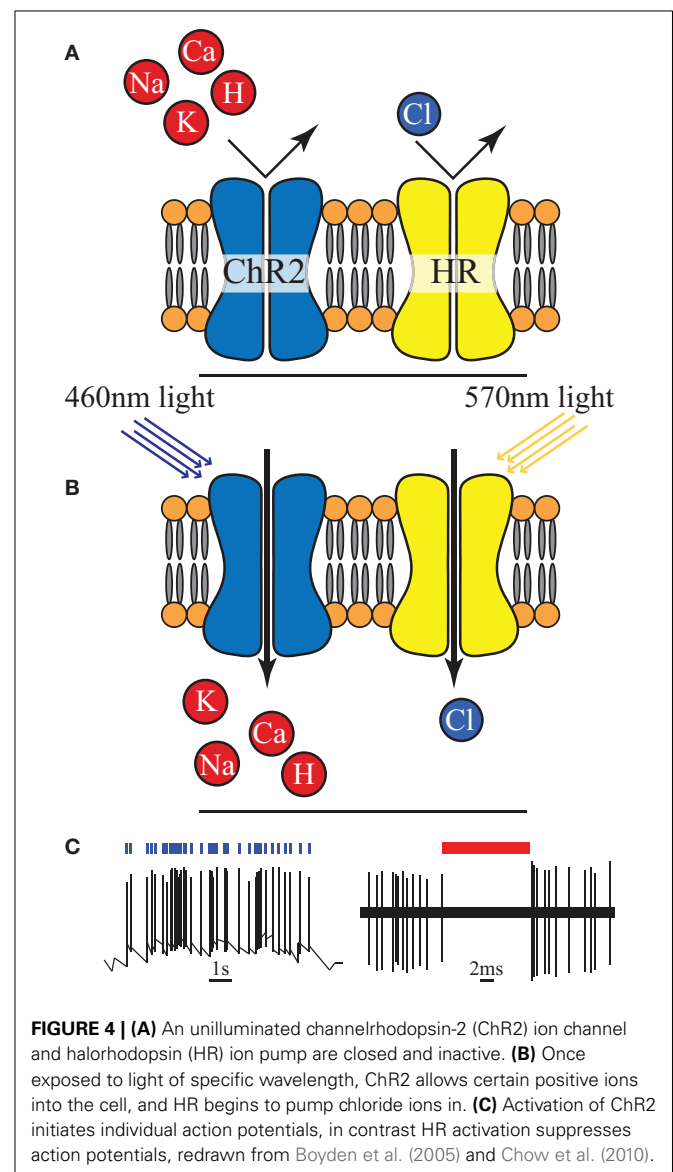 A
Ca
Na
H
K
Cl
ChR2
HR
460nm light
570nm light
B
K
Ca
Na
H
Cl
C
1s
2ms
FIGURE 4 | (A) An unilluminated channelrhodopsin-2 (ChR2) ion channel
and halorhodopsin (HR) ion pump are closed and inactive. (B) Once
exposed to light of specific wavelength, ChR2 allows certain positive ions
into the cell, and HR begins to pump chloride ions in. (C) Activation of ChR2
initiates individual action potentials, in contrast HR activation suppresses
action potentials, redrawn from Boyden et al. (2005) and Chow et al. (2010).